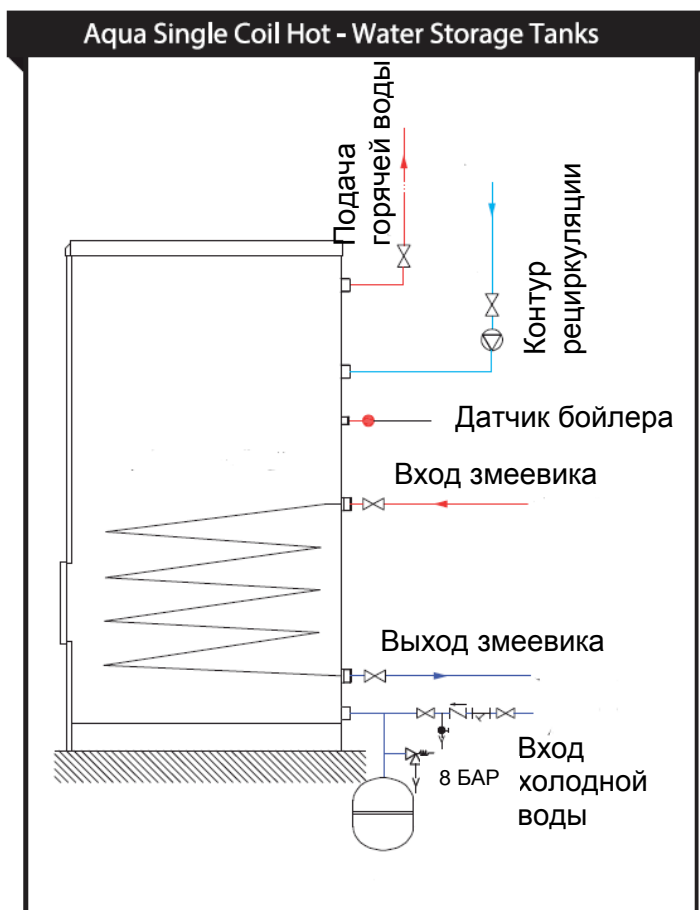 Aqua Single Coil Hot - Water Storage Tanks
Подача
горячей воды
Контур
рециркуляции
Датчик бойлера
Вход змеевика
Выход змеевика
8 БАР
Вход
холодной
воды